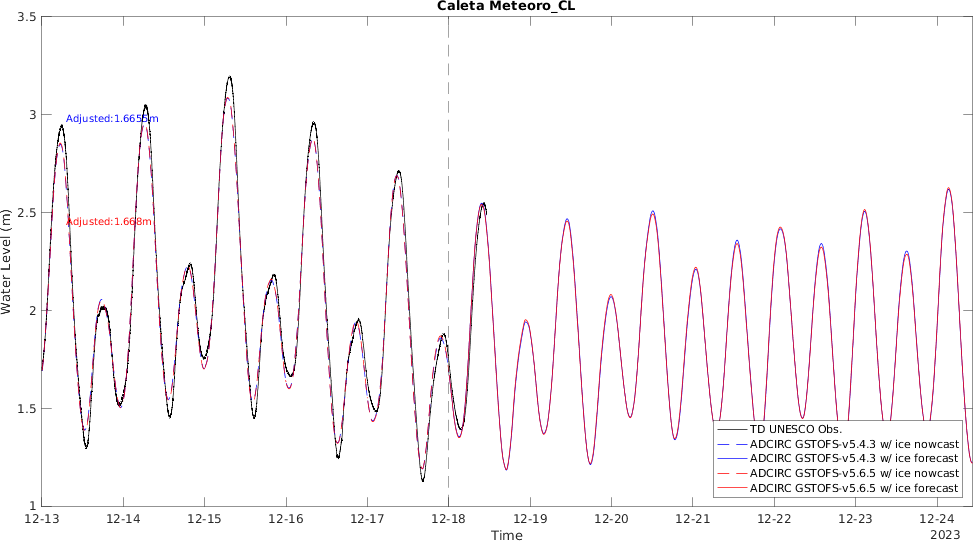 Caleta Meteoro_CL
3.5
3
2.5
2
1.5
1
Water Level (m)
Adjusted:1.6655m
Adjusted:1.668m
TD UNESCO Obs.
ADCIRC GSTOFS-v5.4.3 w/ ice nowcast
ADCIRC GSTOFS-v5.4.3 w/ ice forecast
ADCIRC GSTOFS-v5.6.5 w/ ice nowcast
ADCIRC GSTOFS-v5.6.5 w/ ice forecast
12-13 12-14 12-15 12-16 12-17 12-18 12-19 12-20 12-21 12-22 12-23 12-24
Time
2023